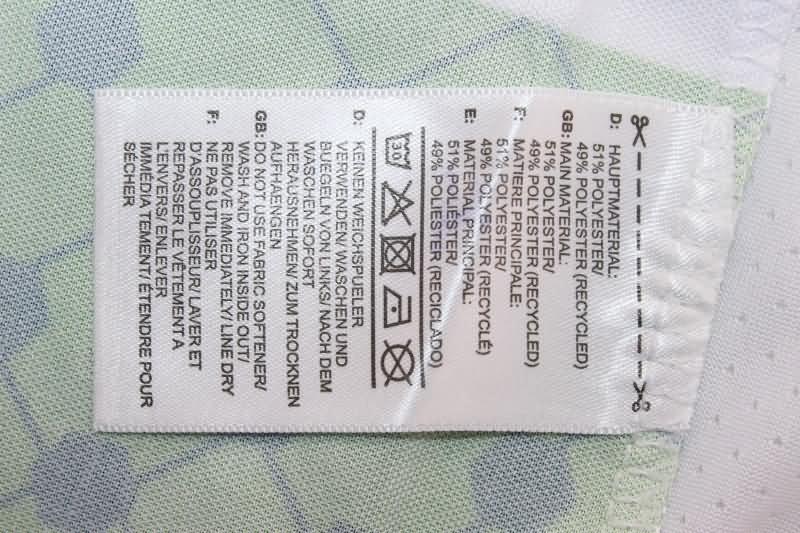 D: HAUPTMATERIAL:
51% POLYESTER/
49% POLYESTER (RECYCLED)
GB: MAIN MATERIAL:
51% POLYESTER/
49% POLYESTER (RECYCLED)
F: MATIERE PRINCIPALE:
51% POLYESTER/
49% POLYESTER (RECYCLÉ)
E: MATERIAL PRINCIPAL:
51% POLIÉSTER/
49% POLIESTER (RECICLADO)
30
D: KEINEN WEICHSPUELER
VERWENDEN/ WASCHEN UND
BUEGELN VON LINKS/ NACH DEM
WASCHEN SOFORT
HERAUSNEHMEN/ ZUM TROCKNEN
AUFHAENGEN
GB: DO NOT USE FABRIC SOFTENER/
WASH AND IRON INSIDE OUT/
REMOVE IMMEDIATELY/ LINE DRY
F: NE PAS UTILISER
D'ASSOUPLISSEUR/ LAVER ET
REPASSER LE VÊTEMENT A
L'ENVERS/ ENLEVER
IMMÉDIATEMENT/ ÉTENDRE POUR
SÉCHER